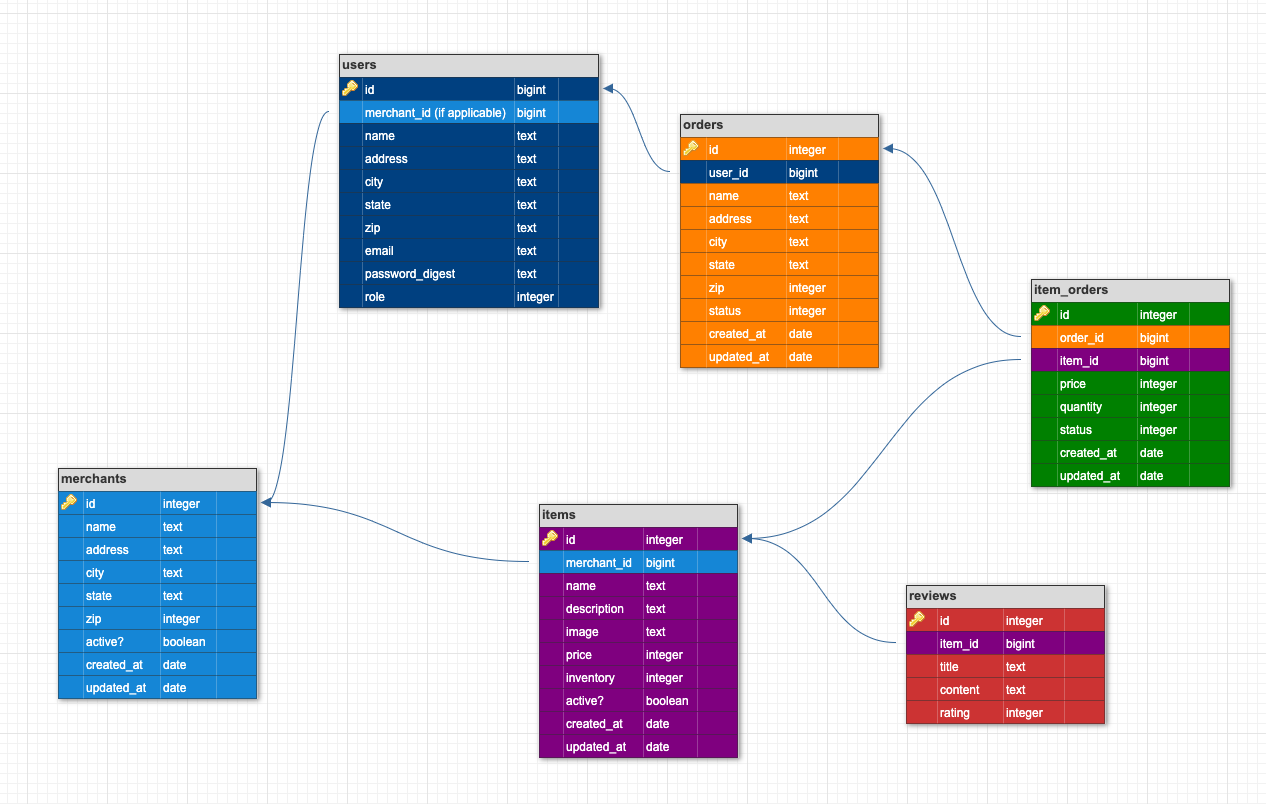 users
id bigint
merchant_id (if applicable) bigint
name text
address text
city text
state text
zip text
email text
password_digest text
role integer
orders
id integer
user_id bigint
name text
address text
city text
state text
zip integer
status integer
created_at date
updated_at date
item_orders
id integer
order_id bigint
item_id bigint
price integer
quantity integer
status integer
created_at date
updated_at date
merchants
id integer
name text
address text
city text
state text
zip integer
active? boolean
created_at date
updated_at date
items
id integer
merchant_id bigint
name text
description text
image text
price integer
inventory integer
active? boolean
created_at date
updated_at date
reviews
id integer
item_id bigint
title text
content text
rating integer